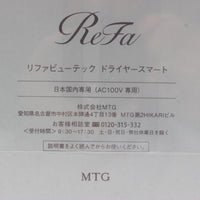 ReFa
リファビューテック ドライヤースマート
日本国内専用(AC100V 専用)
株式会社MTG
愛知県名古屋市中村区本陣通4丁目13番 MTG第2HIKARIビル
お客様相談室 0120-315-332
<受付時間> 9:30~17:30 土・日・祝日・弊社休業日を除く
説明書をよく読んでからお使いください。
MTG